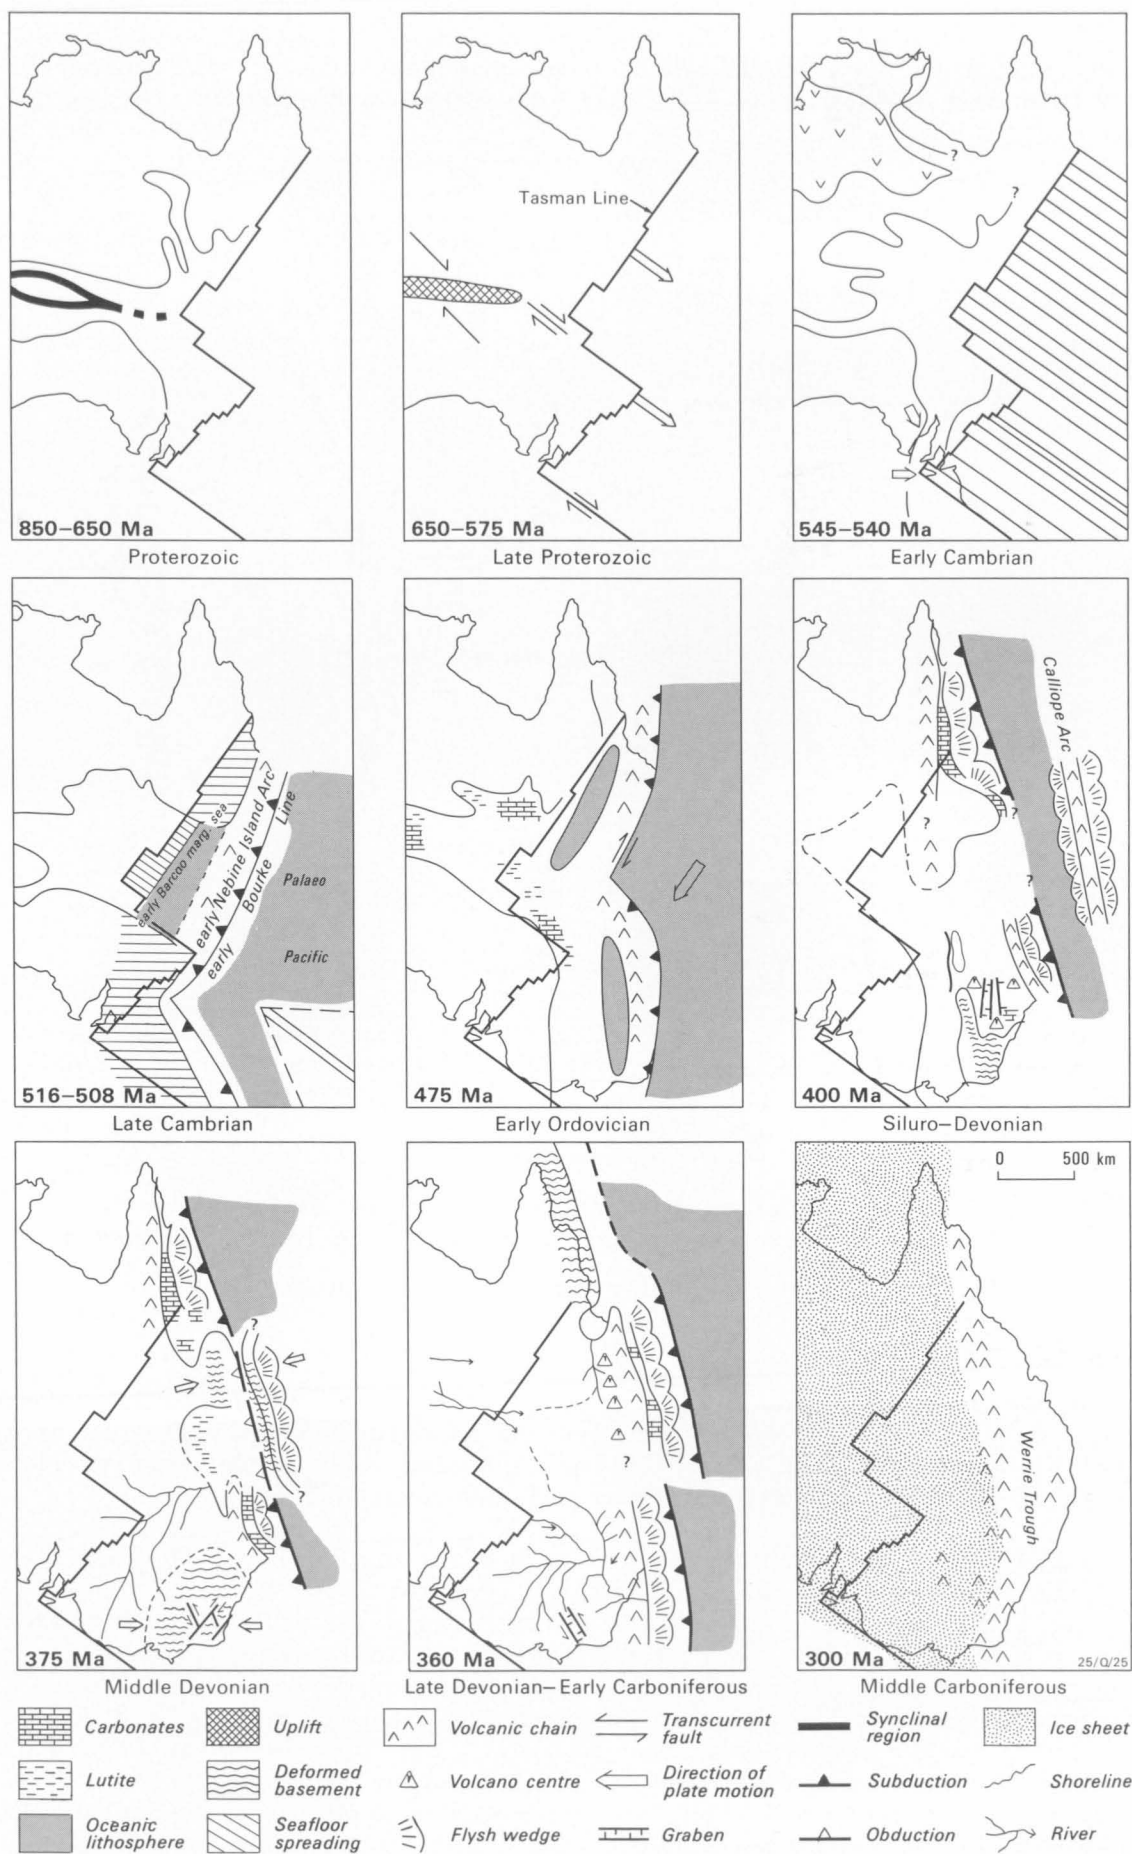 850–650 Ma
Proterozoic
Tasman Line
650–575 Ma
Late Proterozoic
?
?
545–540 Ma
Early Cambrian
early Barcoo marg. sea
early Nebine Island Arc
early Bourke Line
Palaeo
Pacific
516–508 Ma
Late Cambrian
475 Ma
Early Ordovician
Calliope Arc
?
?
?
?
400 Ma
Siluro–Devonian
?
?
375 Ma
Middle Devonian
?
360 Ma
Late Devonian–Early Carboniferous
0 500 km
Werrie Trough
300 Ma
25/Q/25
Middle Carboniferous
Carbonates
Uplift
Volcanic chain
Transcurrent
fault
Synclinal
region
Ice sheet
Lutite
Deformed
basement
Volcano centre
Direction of
plate motion
Subduction
Shoreline
Oceanic
lithosphere
Seafloor
spreading
Flysh wedge
Graben
Obduction
River